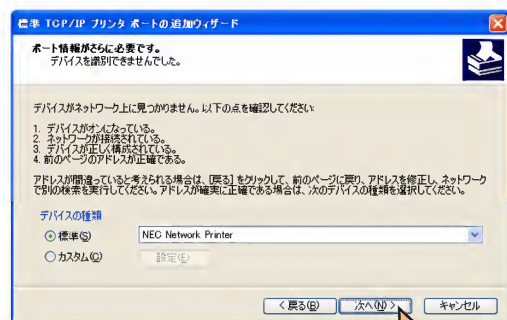 標準 TCP/IP プリンタ ポートの追加ウィザード
ポート情報がさらに必要です。
デバイスを識別できませんでした。
デバイスがネットワーク上に見つかりません。以下の点を確認してください:
1. デバイスがオンになっている。
2. ネットワークが接続されている。
3. デバイスが正しく構成されている。
4. 前のページのアドレスが正確である。
アドレスが間違っていると考えられる場合は、[戻る] をクリックして、前のページに戻り、アドレスを修正し、ネットワーク
で別の検索を実行してください。アドレスが確実に正確である場合は、次のデバイスの種類を選択してください。
デバイスの種類
標準(S) NEC Network Printer
カスタム(C) 設定(E)
< 戻る(B) 次へ(N) > キャンセル